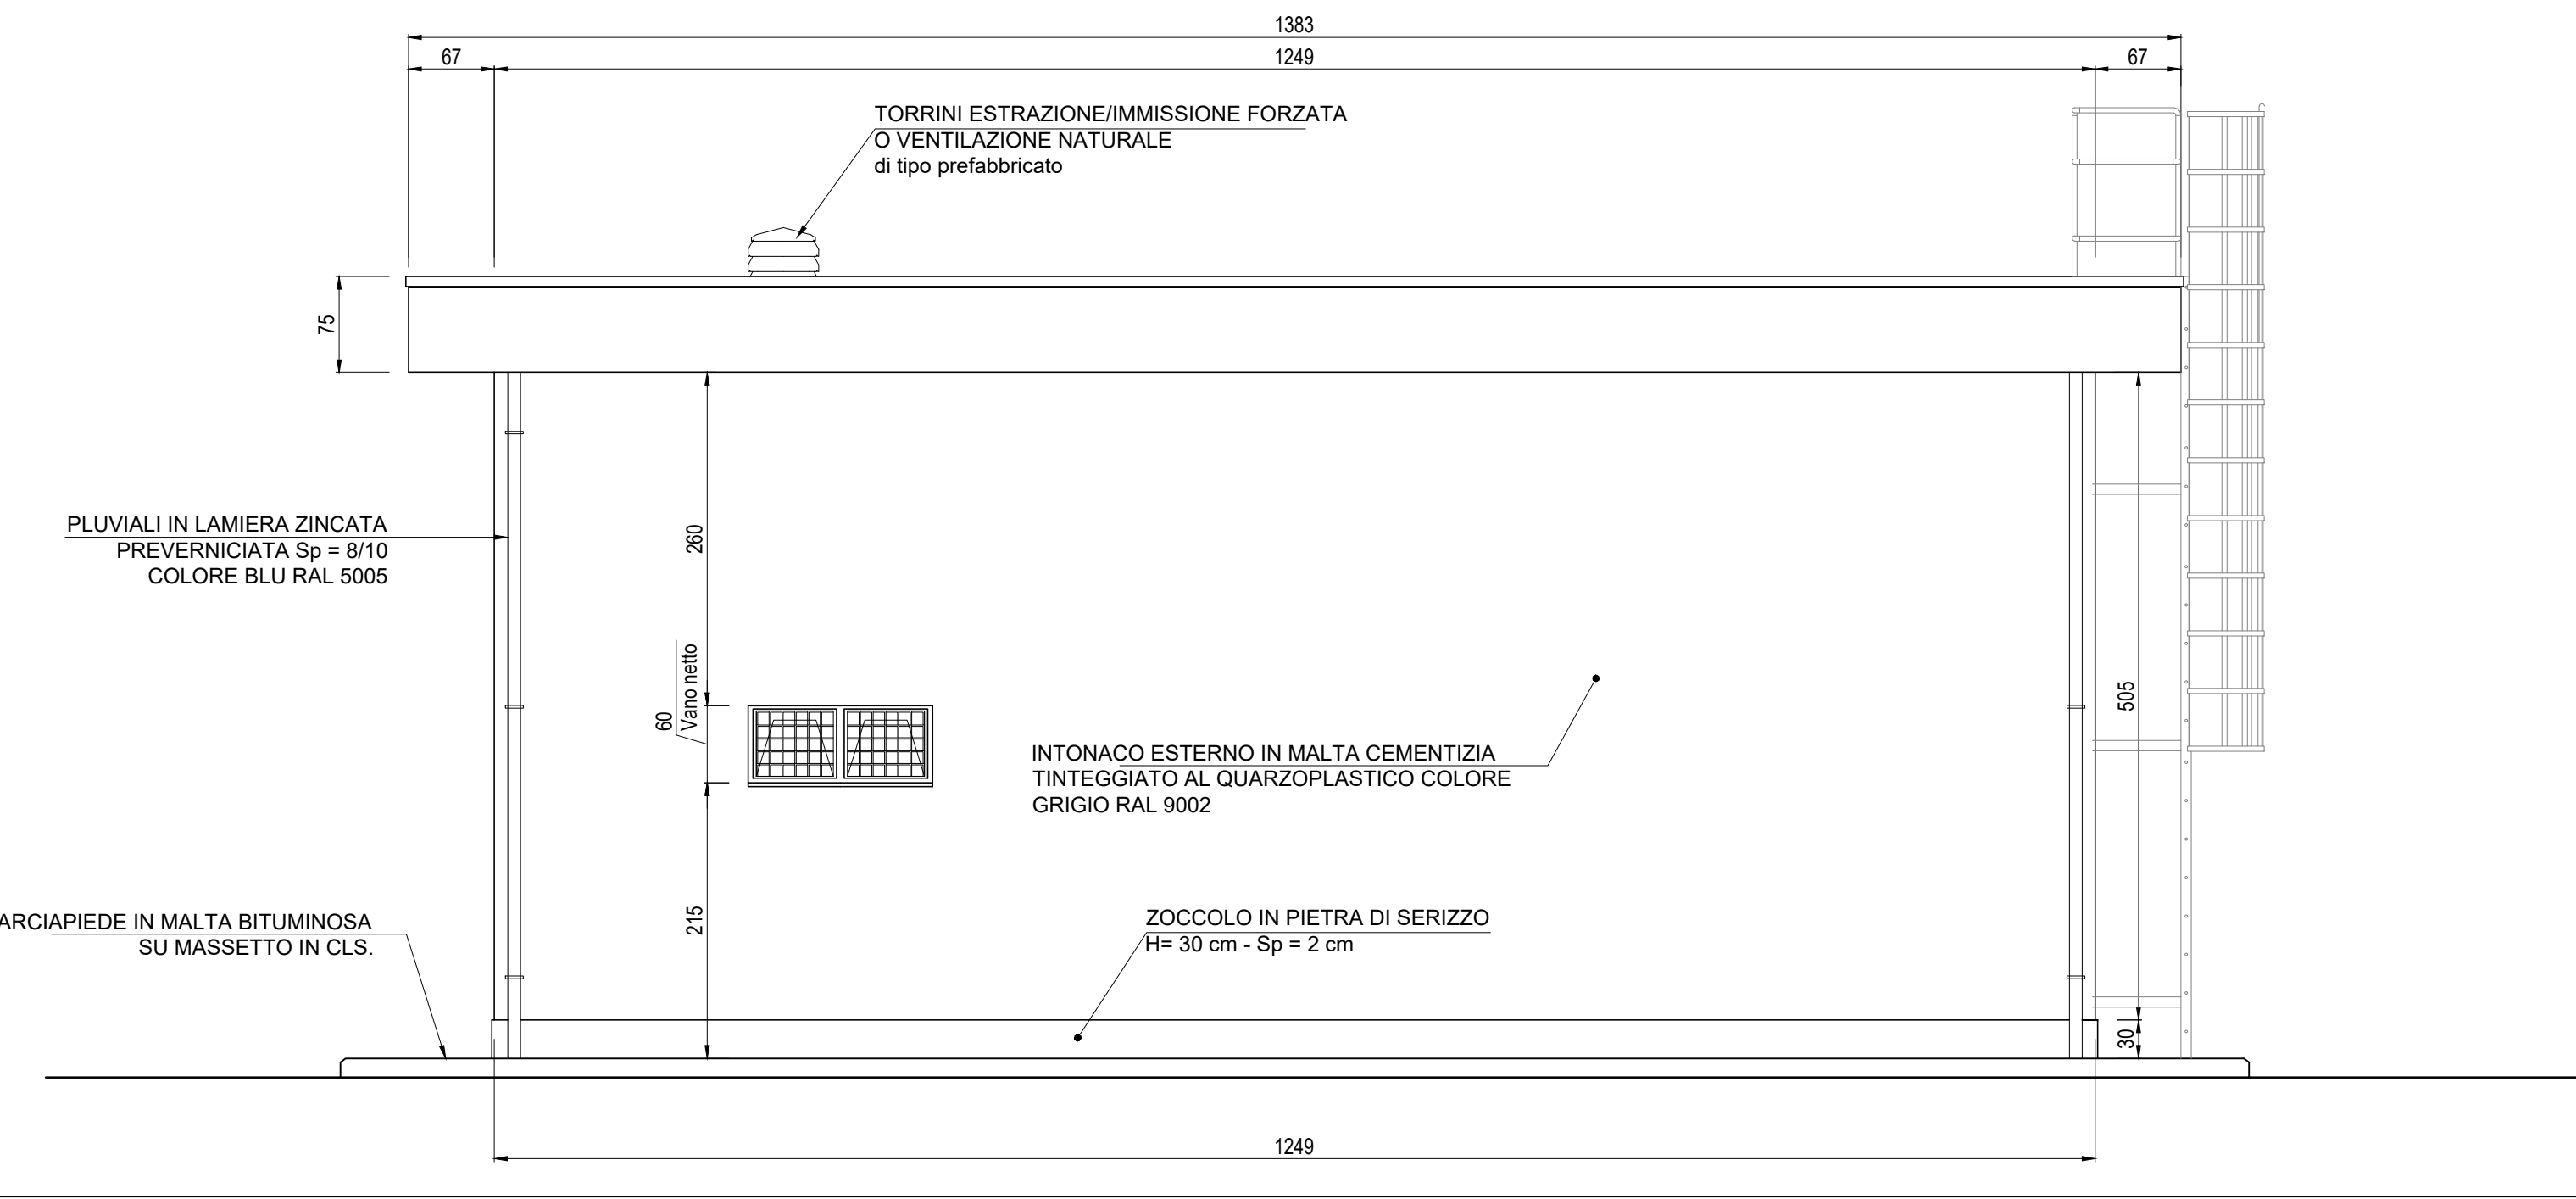 1383
67
1249
67
TORRINI ESTRAZIONE/IMMISSIONE FORZATA
O VENTILAZIONE NATURALE
di tipo prefabbricato
75
PLUVIALI IN LAMIERA ZINCATA
PREVERNICIATA Sp = 8/10
COLORE BLU RAL 5005
260
60
Vano netto
505
INTONACO ESTERNO IN MALTA CEMENTIZIA
TINTEGGIATO AL QUARZOPLASTICO COLORE
GRIGIO RAL 9002
215
ARCIAPIEDE IN MALTA BITUMINOSA
SU MASSETTO IN CLS.
ZOCCOLO IN PIETRA DI SERIZZO
H= 30 cm - Sp = 2 cm
30
1249